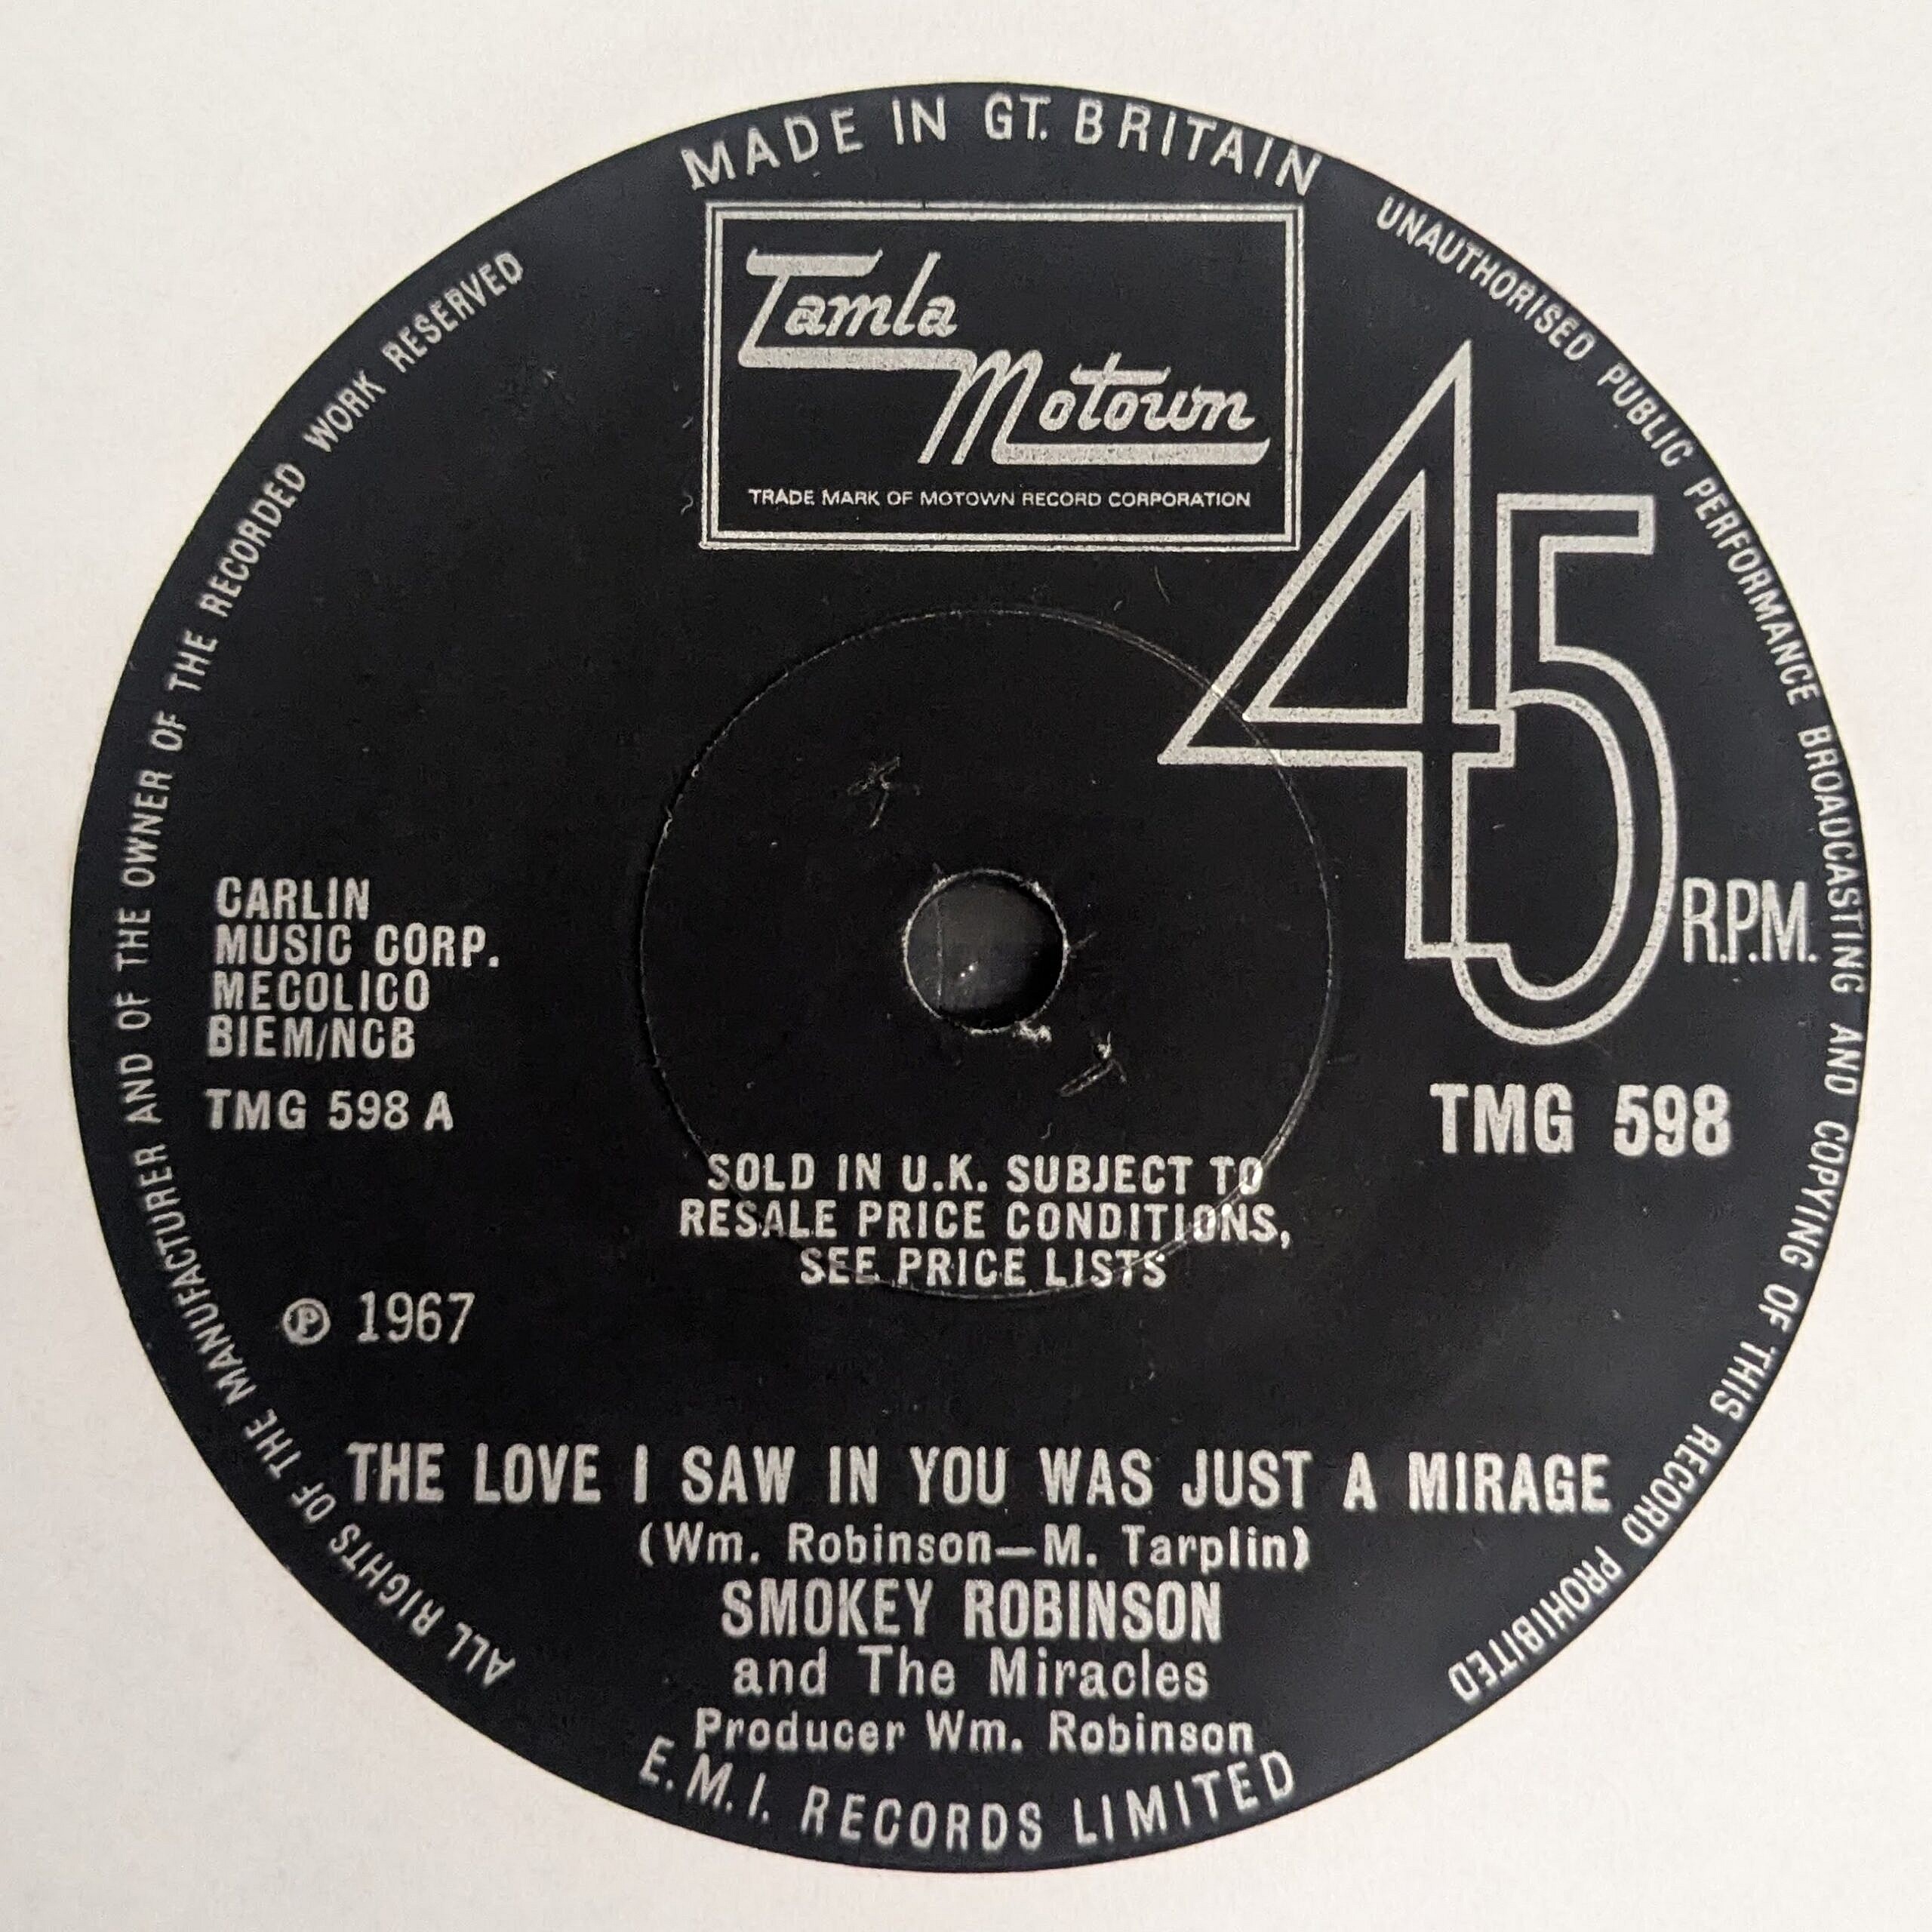 MADE IN GT. BRITAIN
UNAUTHORISED PUBLIC PERFORMANCE BROADCASTING AND COPYING OF THIS RECORD PROHIBITED
ALL RIGHTS OF THE MANUFACTURER AND OF THE OWNER OF THE RECORDED WORK RESERVED
Tamla
Motown
TRADE MARK OF MOTOWN RECORD CORPORATION
45
R.P.M.
CARLIN
MUSIC CORP.
MECOLICO
BIEM/NCB
TMG 598 A
TMG 598
SOLD IN U.K. SUBJECT TO
RESALE PRICE CONDITIONS,
SEE PRICE LISTS
℗ 1967
THE LOVE I SAW IN YOU WAS JUST A MIRAGE
(Wm. Robinson—M. Tarplin)
SMOKEY ROBINSON
and The Miracles
Producer Wm. Robinson
E.M.I. RECORDS LIMITED